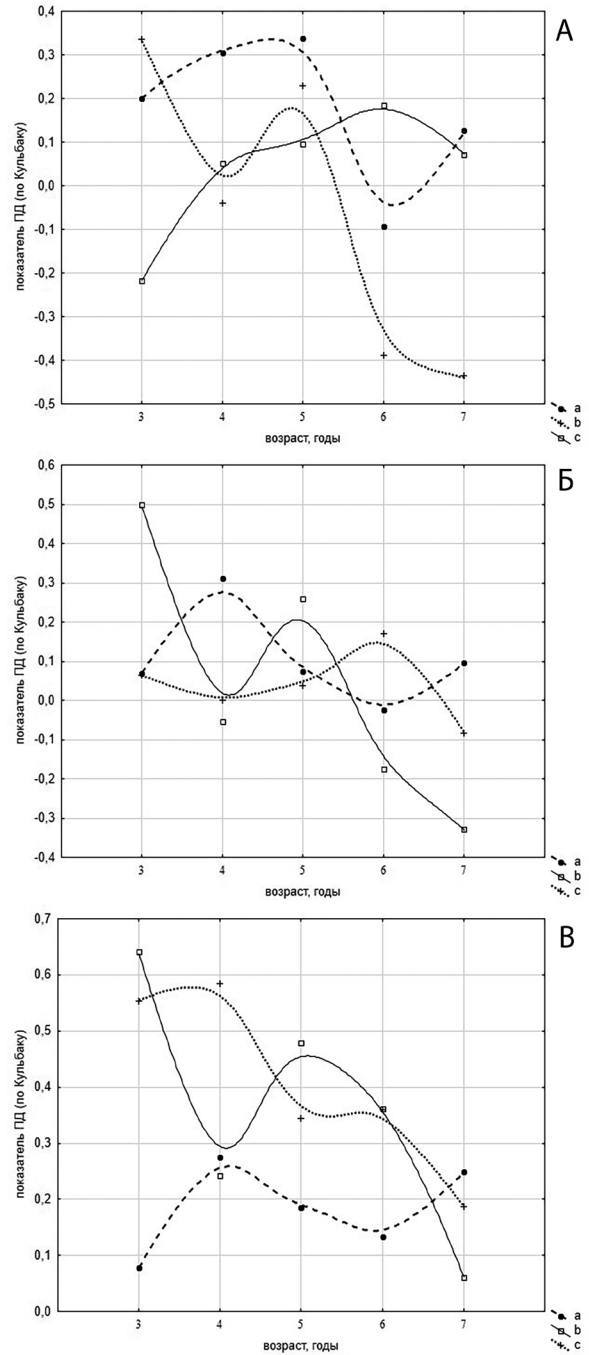 А
показатель ПД (по Кульбаку)
0,4
0,3
0,2
0,1
0,0
-0,1
-0,2
-0,3
-0,4
-0,5
3 4 5 6 7
возраст, годы
a
b
c
Б
показатель ПД (по Кульбаку)
0,6
0,5
0,4
0,3
0,2
0,1
0,0
-0,1
-0,2
-0,3
-0,4
3 4 5 6 7
возраст, годы
a
b
c
В
показатель ПД (по Кульбаку)
0,7
0,6
0,5
0,4
0,3
0,2
0,1
0,0
3 4 5 6 7
возраст, годы
a
b
c